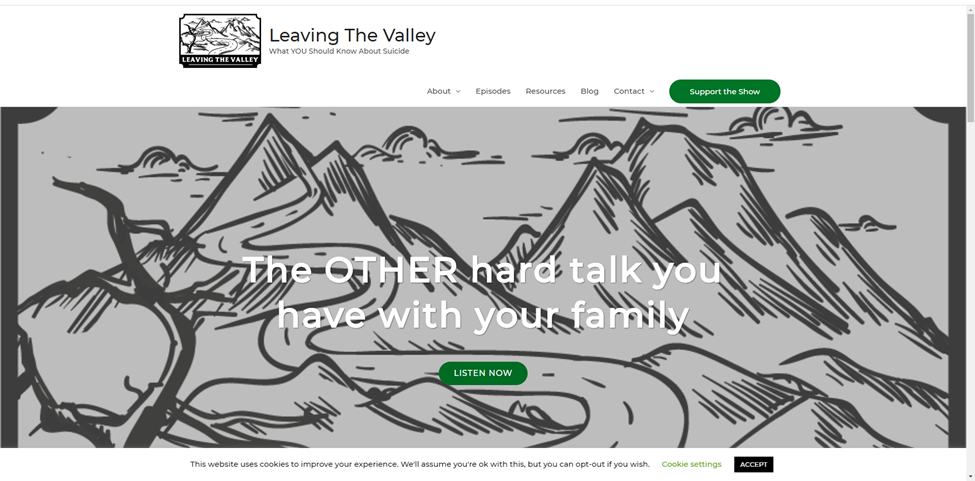 LEAVING THE VALLEY
Leaving The Valley
What YOU Should Know About Suicide
About Episodes Resources Blog Contact Support the Show
The OTHER hard talk you
have with your family
LISTEN NOW
This website uses cookies to improve your experience. We'll assume you're ok with this, but you can opt-out if you wish. Cookie settings ACCEPT